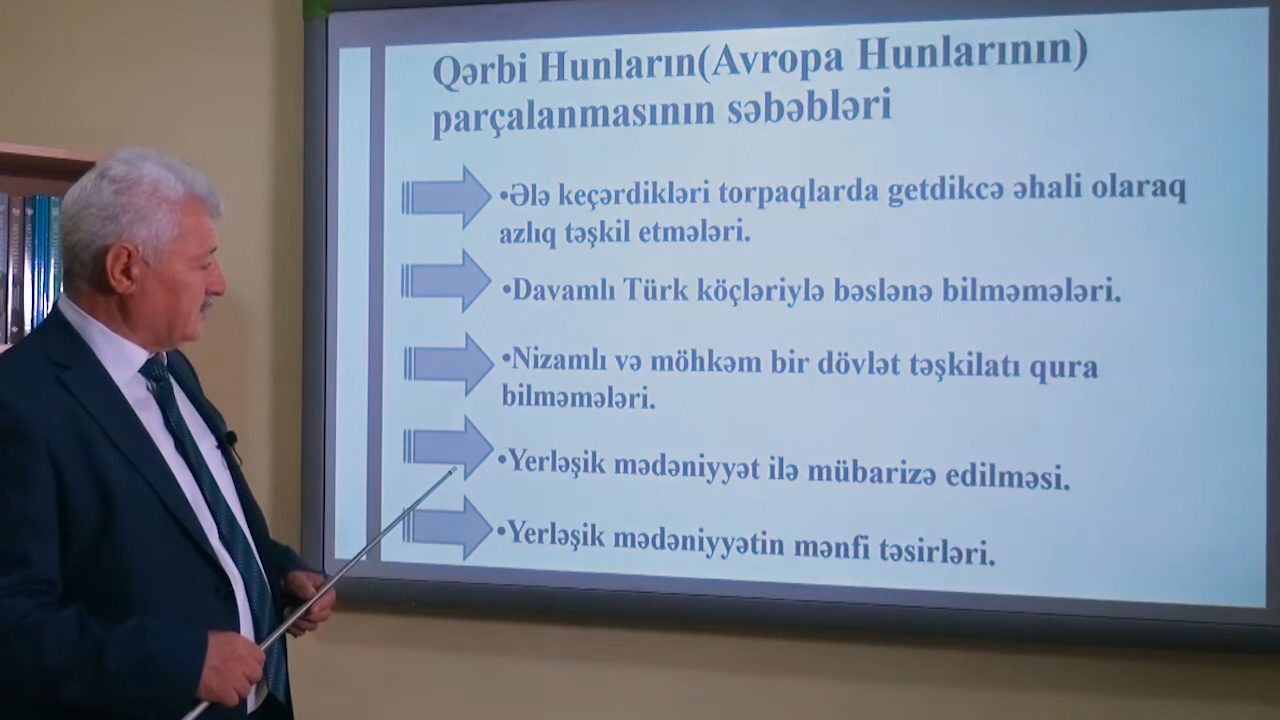 Qərbi Hunların(Avropa Hunlarının)
parçalanmasının səbəbləri
•Ələ keçərdikləri torpaqlarda getdikcə əhali olaraq
azlıq təşkil etmələri.
•Davamlı Türk köçləriylə bəslənə bilməmələri.
•Nizamlı və möhkəm bir dövlət təşkilatı qura
bilməmələri.
•Yerləşik mədəniyyət ilə mübarizə edilməsi.
•Yerləşik mədəniyyətin mənfi təsirləri.